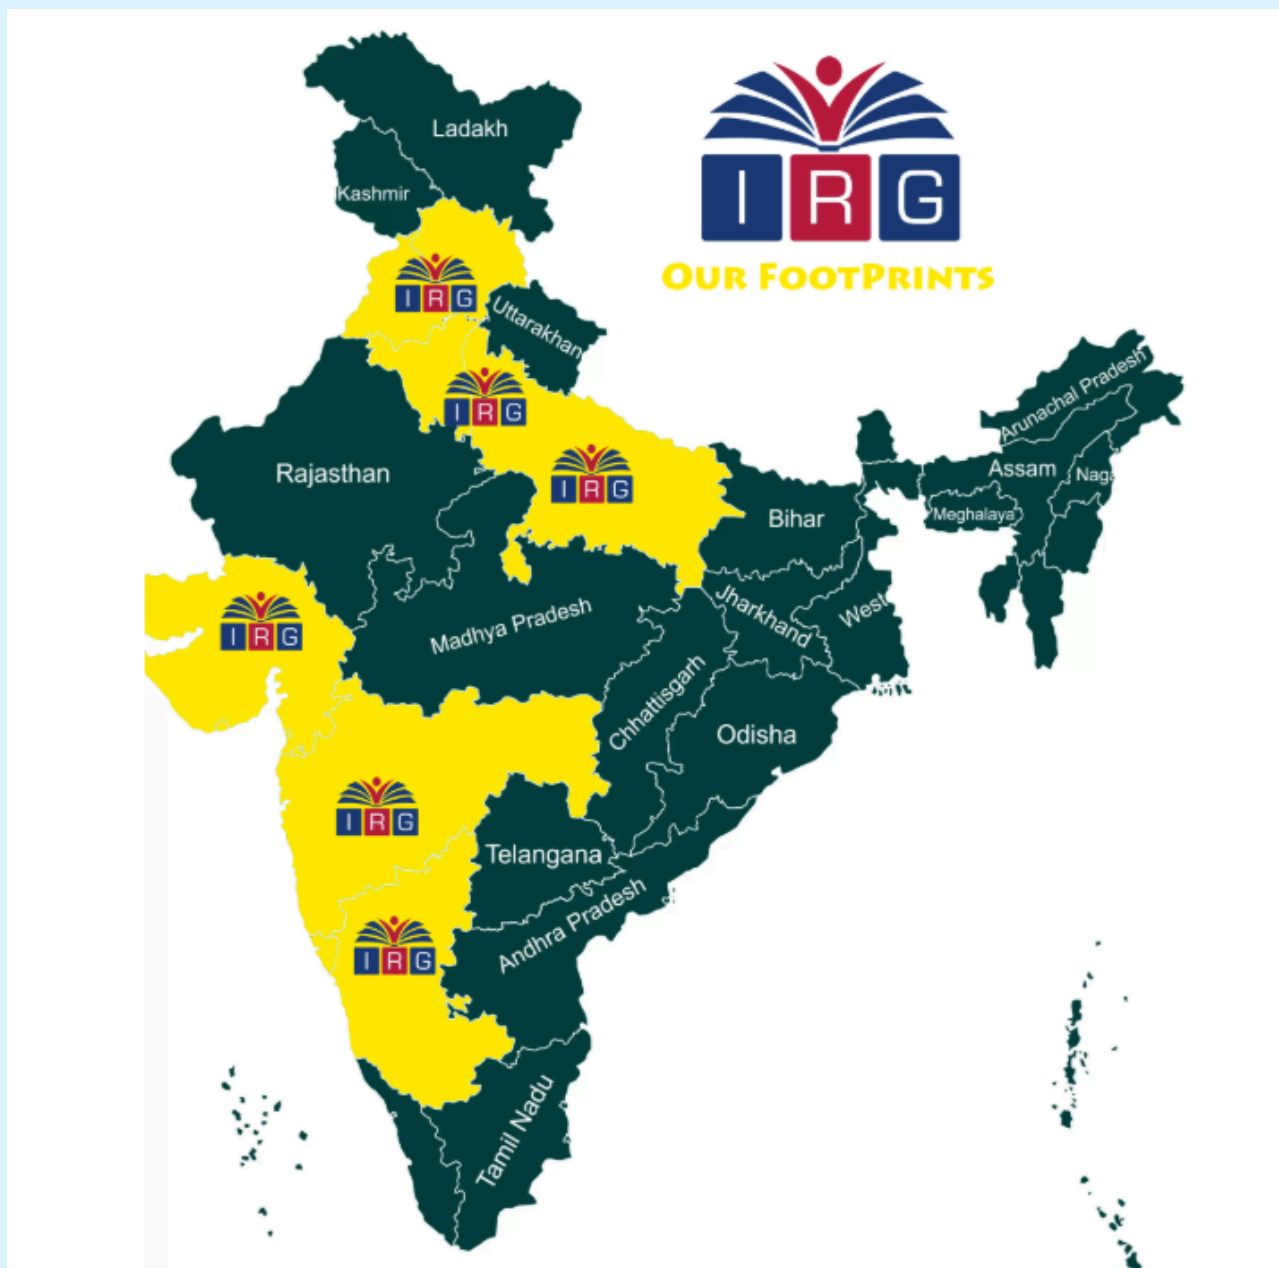 Ladakh
IRG
Kashmir
OUR FOOTPRINTS
IRG
Uttarakhan
Arunachal Pradesh
IRG
Rajasthan
Assam
Naga
IRG
Bihar
Meghalaya
Jharkhand
West
Madhya Pradesh
IRG
Chhattisgarh
Odisha
IRG
Telangana
Andhra Pradesh
IRG
Tamil Nadu